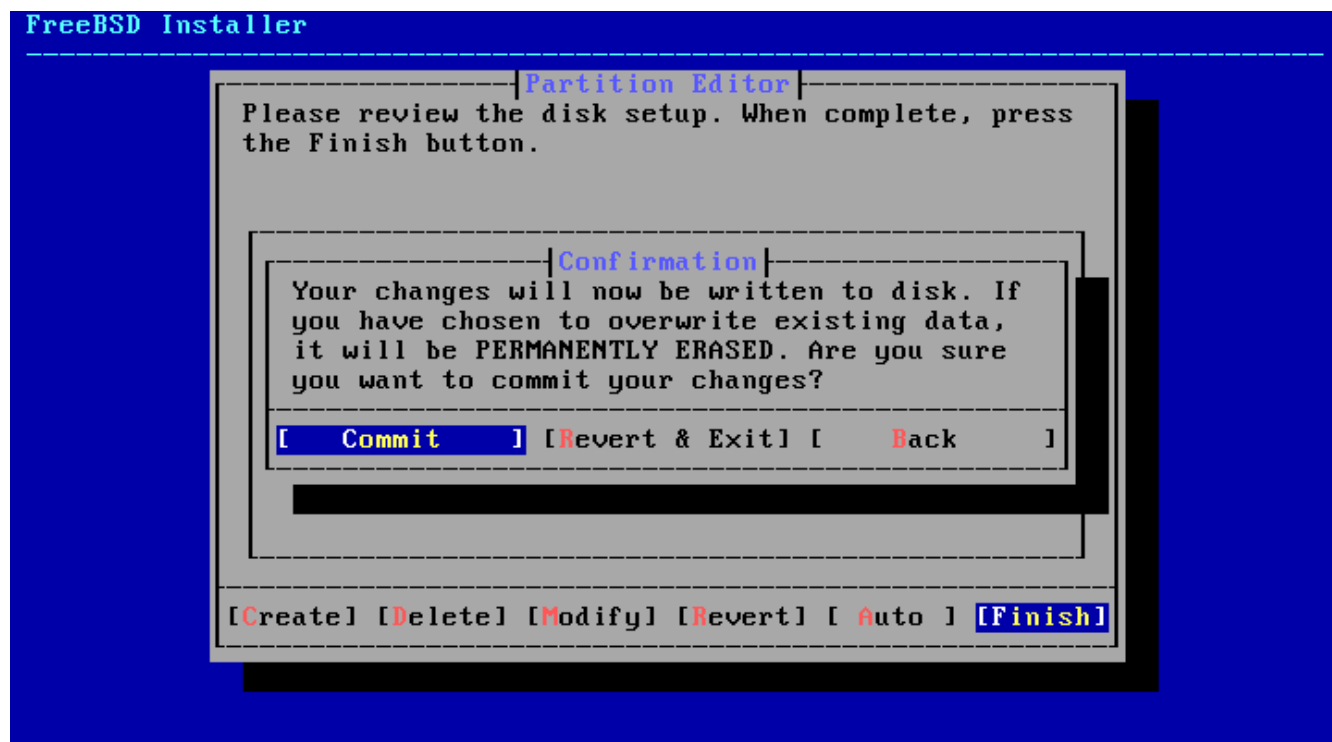 FreeBSD Installer
Partition Editor
Please review the disk setup. When complete, press
the Finish button.
Confirmation
Your changes will now be written to disk. If
you have chosen to overwrite existing data,
it will be PERMANENTLY ERASED. Are you sure
you want to commit your changes?
[ Commit ] [Revert & Exit] [ Back ]
[Create] [Delete] [Modify] [Revert] [ Auto ] [Finish]